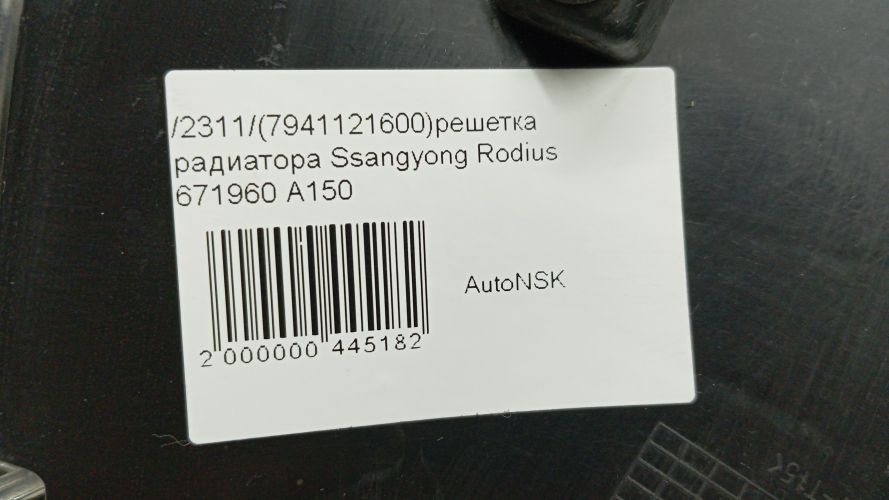 /2311/(7941121600)решетка
радиатора Ssangyong Rodius
671960 A150
AutoNSK
2 000000 445182